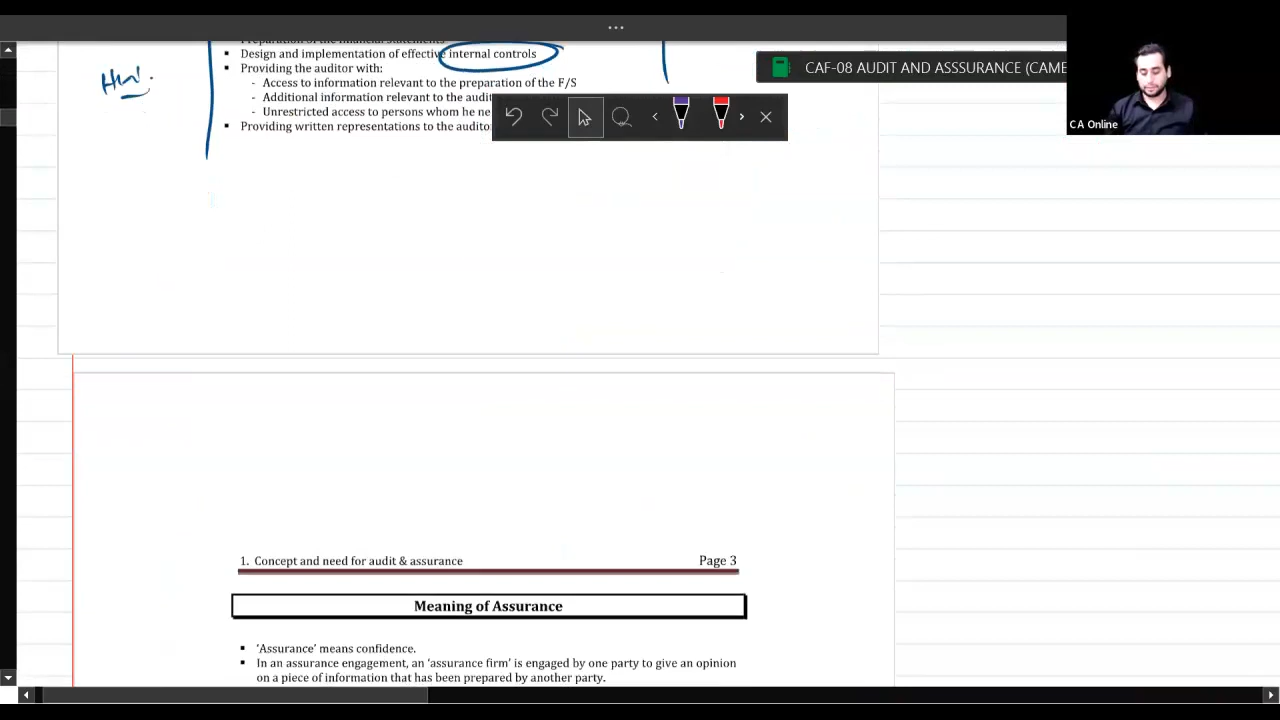 Design and implementation of effective internal controls
Providing the auditor with:
- Access to information relevant to the preparation of the F/S
- Additional information relevant to the audit
- Unrestricted access to persons whom he ne
Providing written representations to the auditor
HW.
CAF-08 AUDIT AND ASSSURANCE (CAME
CA Online
1. Concept and need for audit & assurance
Page 3
Meaning of Assurance
'Assurance' means confidence.
In an assurance engagement, an 'assurance firm' is engaged by one party to give an opinion
on a piece of information that has been prepared by another party.